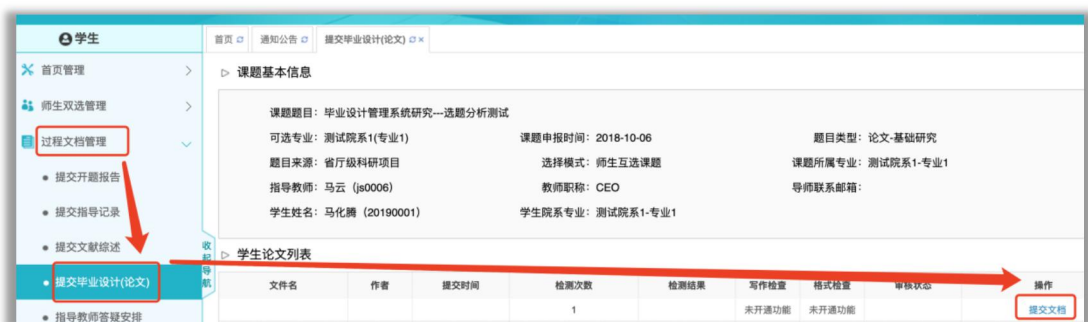 学生
首页 通知公告 提交毕业设计(论文) ×
首页管理
师生双选管理
过程文档管理
提交开题报告
提交指导记录
提交文献综述
提交毕业设计(论文)
指导教师答疑安排
收起导航
课题基本信息
课题题目：毕业设计管理系统研究---选题分析测试
可选专业：测试院系1(专业1) 课题申报时间：2018-10-06 题目类型：论文-基础研究
题目来源：省厅级科研项目 选择模式：师生互选课题 课题所属专业：测试院系1-专业1
指导教师：马云（js0006） 教师职称：CEO 导师联系邮箱：
学生姓名：马化腾（20190001） 学生院系专业：测试院系1-专业1
学生论文列表
文件名 作者 提交时间 检测次数 检测结果 写作检查 格式检查 审核状态 操作
1 未开通功能 未开通功能 提交文档